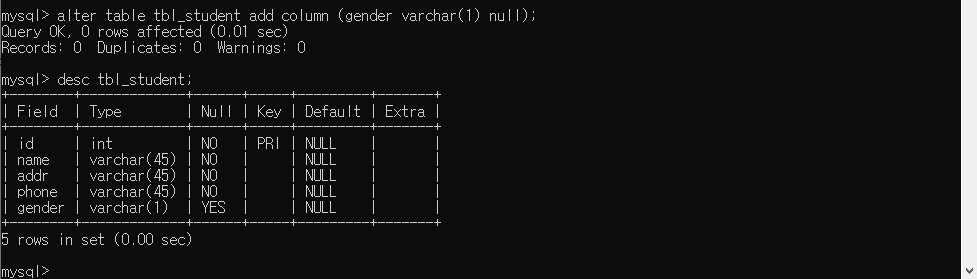 mysql> alter table tbl_student add column (gender varchar(1) null);
Query OK, 0 rows affected (0.01 sec)
Records: 0  Duplicates: 0  Warnings: 0

mysql> desc tbl_student;
+--------+-------------+------+-----+---------+-------+
| Field  | Type        | Null | Key | Default | Extra |
+--------+-------------+------+-----+---------+-------+
| id     | int         | NO   | PRI | NULL    |       |
| name   | varchar(45) | NO   |     | NULL    |       |
| addr   | varchar(45) | NO   |     | NULL    |       |
| phone  | varchar(45) | NO   |     | NULL    |       |
| gender | varchar(1)  | YES  |     | NULL    |       |
+--------+-------------+------+-----+---------+-------+
5 rows in set (0.00 sec)

mysql>